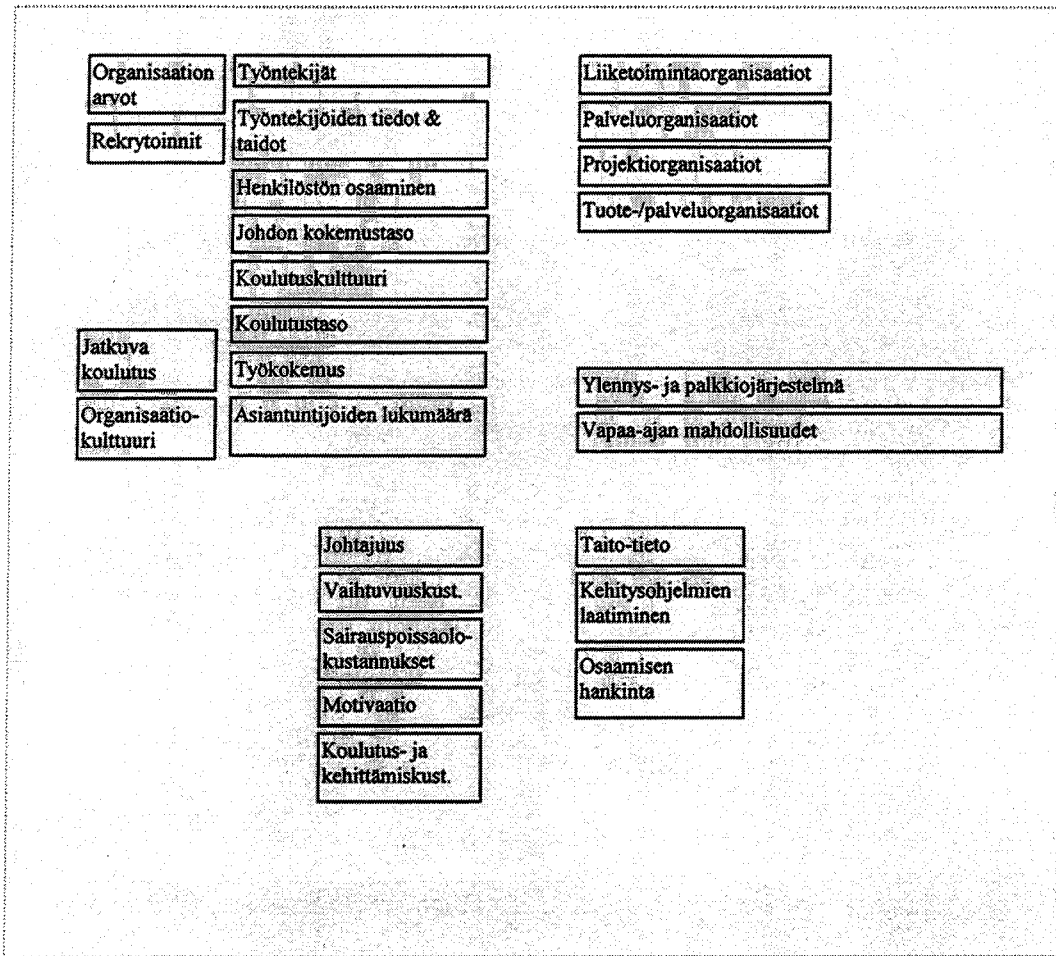 Organisaation
arvot
Rekrytoinnit
Työntekijät
Työntekijöiden tiedot &
taidot
Henkilöstön osaaminen
Johdon kokemustaso
Koulutuskulttuuri
Koulutustaso
Työkokemus
Asiantuntijoiden lukumäärä
Jatkuva
koulutus
Organisaatio-
kulttuuri
Liiketoimintaorganisaatiot
Palveluorganisaatiot
Projektiorganisaatiot
Tuote-/palveluorganisaatiot
Ylennys- ja palkkiojärjestelmä
Vapaa-ajan mahdollisuudet
Johtajuus
Vaihtuvuuskust.
Sairauspoissaolo-
kustannukset
Motivaatio
Koulutus- ja
kehittämiskust.
Taito-tieto
Kehitysohjelmien
laatiminen
Osaamisen
hankinta